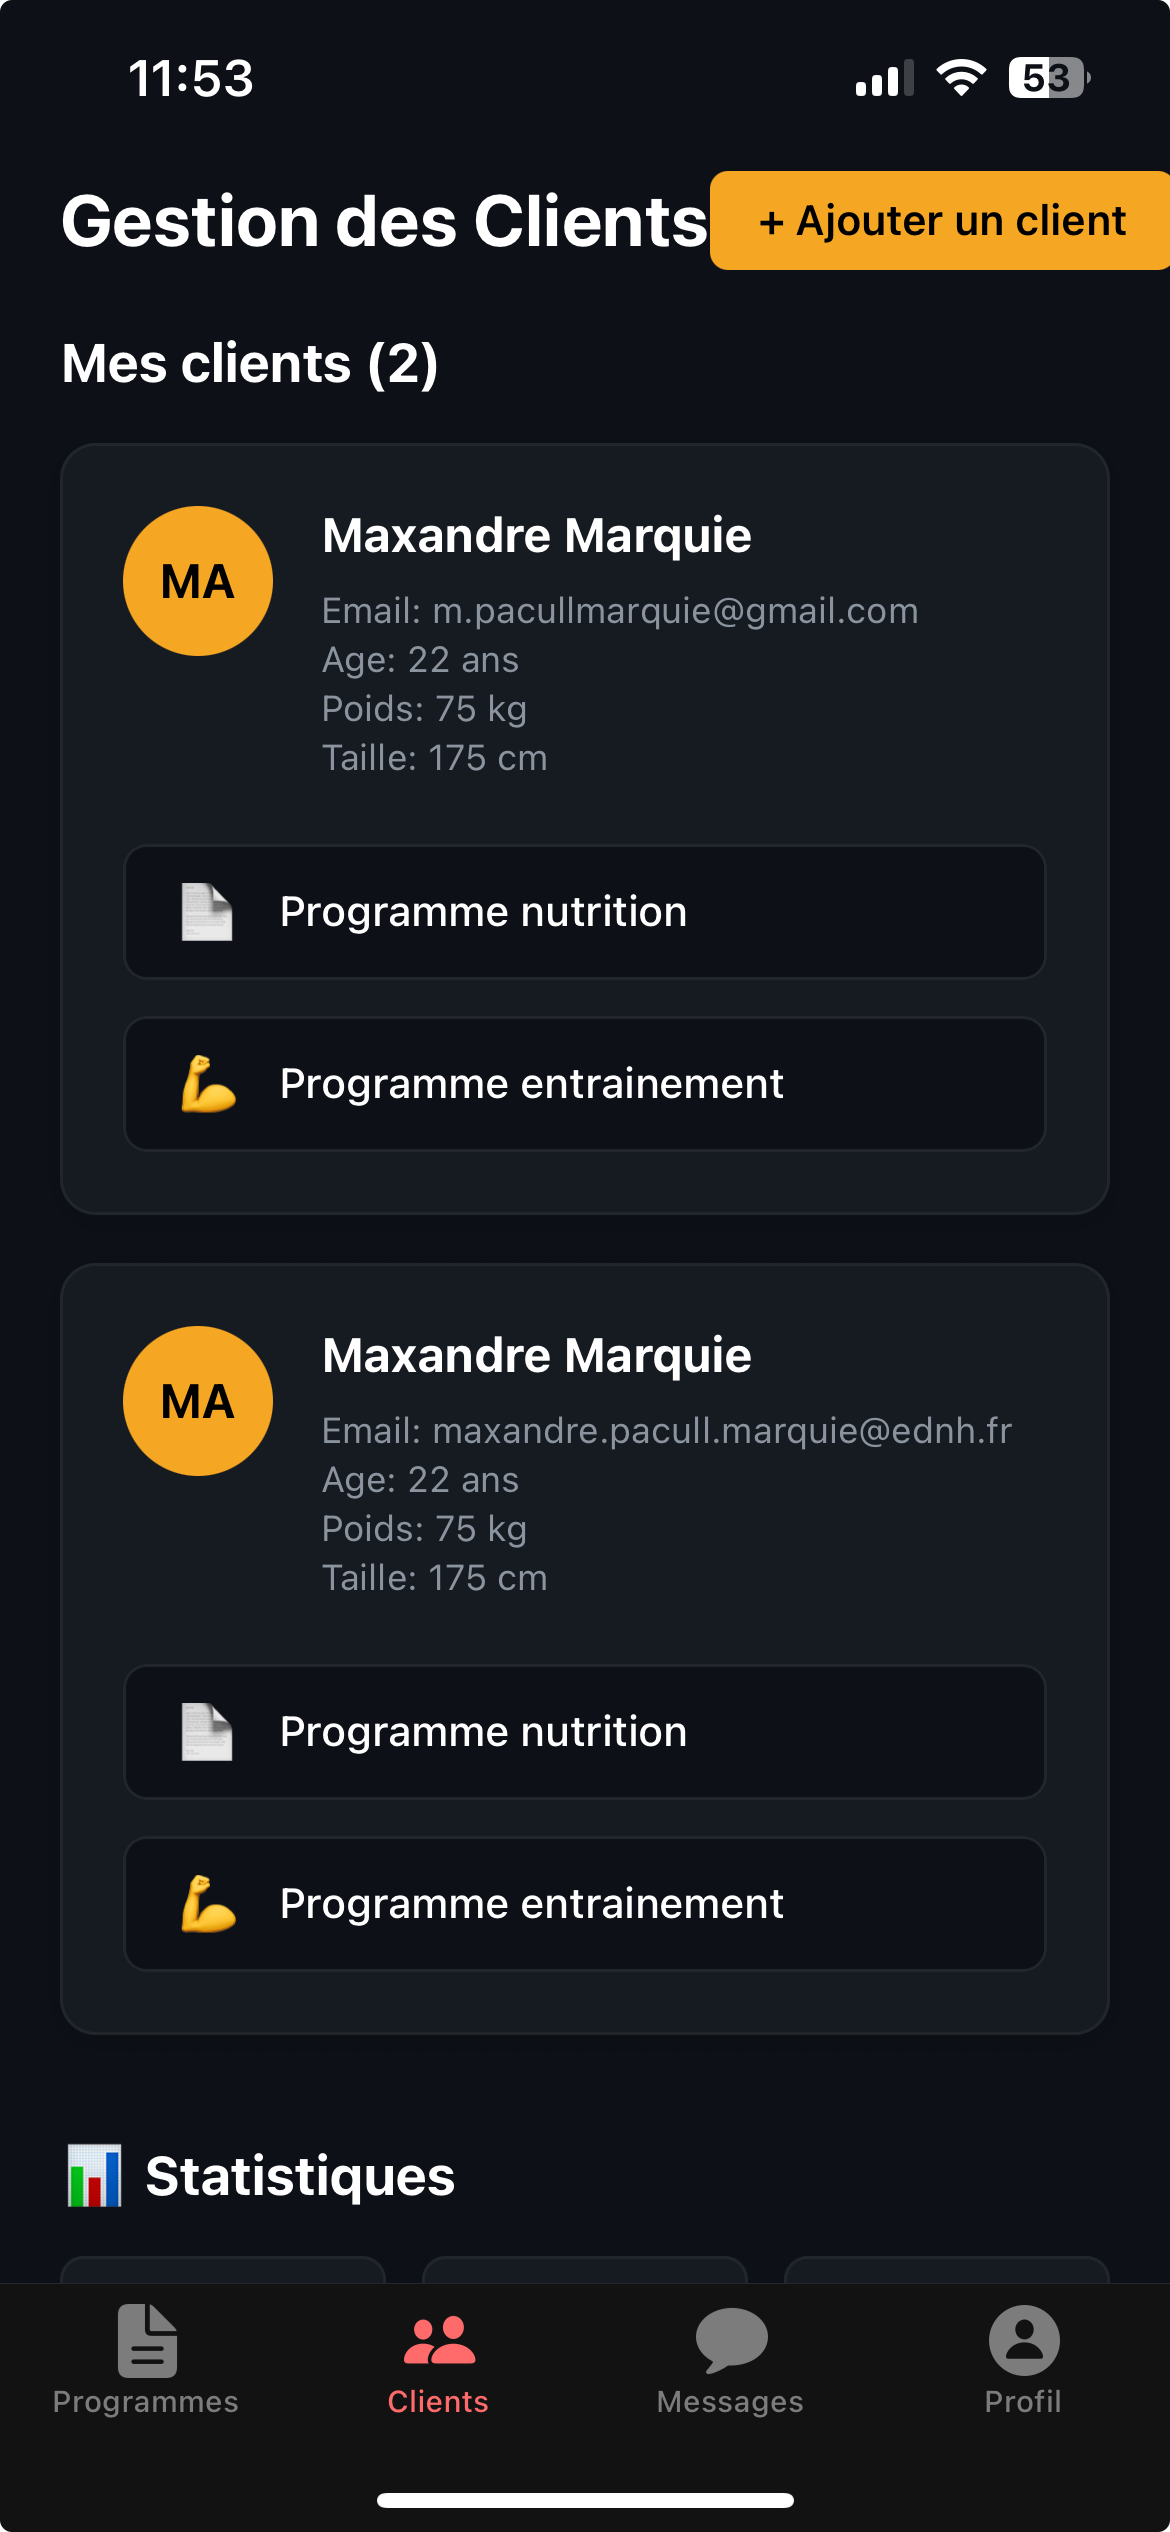 11:53
53
Gestion des Clients
+ Ajouter un client
Mes clients (2)
MA
Maxandre Marquie
Email: m.pacullmarquie@gmail.com
Age: 22 ans
Poids: 75 kg
Taille: 175 cm
Programme nutrition
Programme entrainement
MA
Maxandre Marquie
Email: maxandre.pacull.marquie@ednh.fr
Age: 22 ans
Poids: 75 kg
Taille: 175 cm
Programme nutrition
Programme entrainement
Statistiques
Programmes
Clients
Messages
Profil